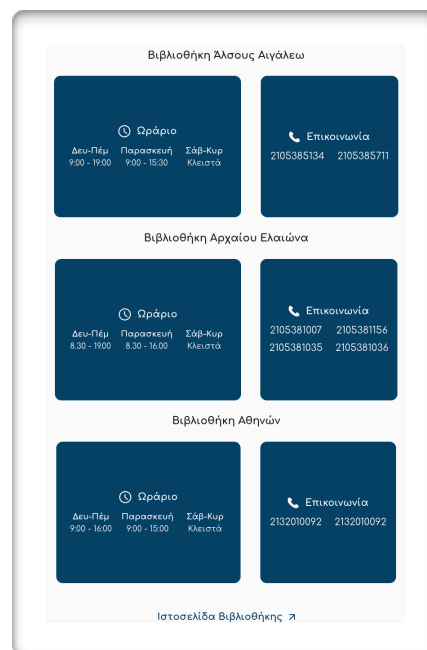 Βιβλιοθήκη Άλσους Αιγάλεω
Ωράριο
Δευ-Πέμ Παρασκευή Σάβ-Κυρ
9:00 - 19:00 9:00 - 15:30 Κλειστά
Επικοινωνία
2105385134 2105385711
Βιβλιοθήκη Αρχαίου Ελαιώνα
Ωράριο
Δευ-Πέμ Παρασκευή Σάβ-Κυρ
8.30 - 19.00 8.30 - 16.00 Κλειστά
Επικοινωνία
2105381007 2105381156
2105381035 2105381036
Βιβλιοθήκη Αθηνών
Ωράριο
Δευ-Πέμ Παρασκευή Σάβ-Κυρ
9:00 - 16:00 9:00 - 15:00 Κλειστά
Επικοινωνία
2132010092 2132010092
Ιστοσελίδα Βιβλιοθήκης